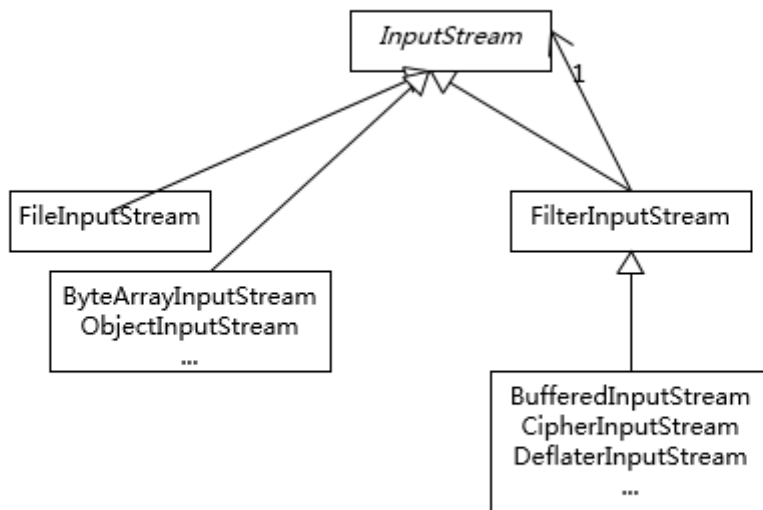 InputStream
1
FileInputStream
FilterInputStream
ByteArrayInputStream
ObjectInputStream
...
BufferedInputStream
CipherInputStream
DeflaterInputStream
...